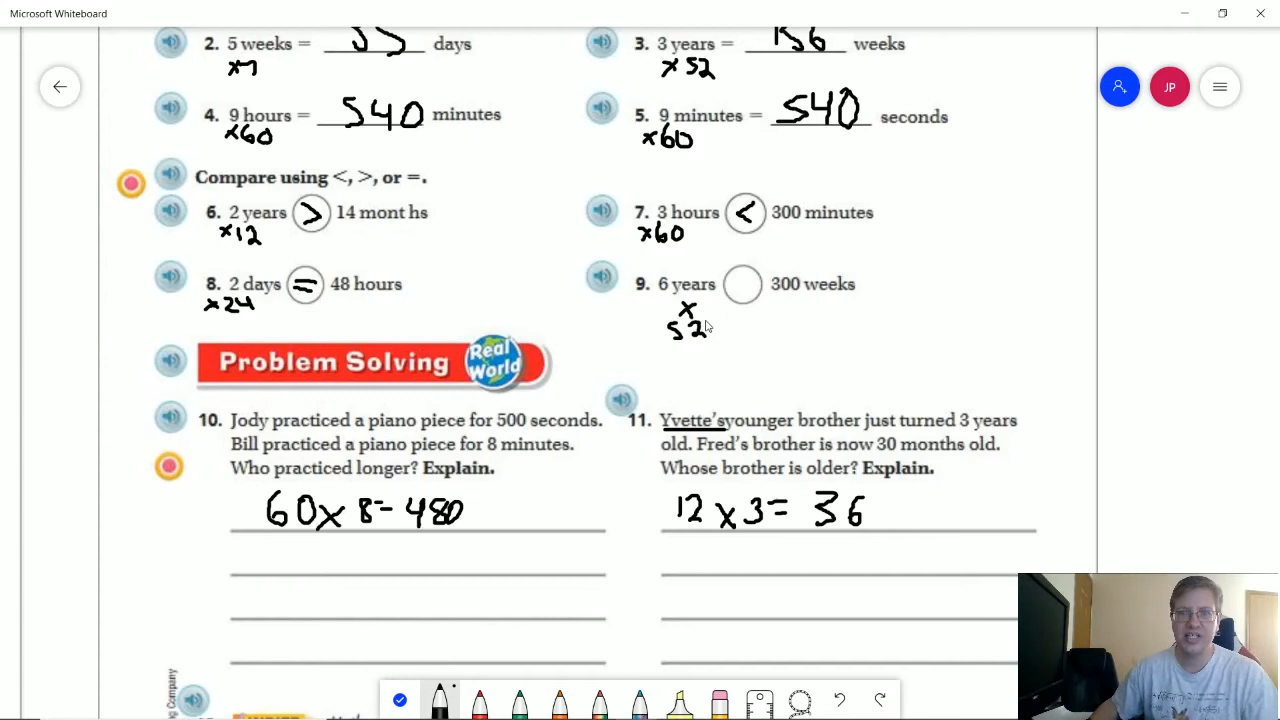 Microsoft Whiteboard
2. 5 weeks = 35 days
×7
3. 3 years = 156 weeks
×52
4. 9 hours = 540 minutes
×60
5. 9 minutes = 540 seconds
×60
JP
Compare using <, >, or =.
6. 2 years > 14 mont hs
×12
7. 3 hours < 300 minutes
×60
8. 2 days = 48 hours
×24
9. 6 years 300 weeks
×
52
Problem Solving Real World
10. Jody practiced a piano piece for 500 seconds.
Bill practiced a piano piece for 8 minutes.
Who practiced longer? Explain.
60×8=480
11. Yvette'syounger brother just turned 3 years
old. Fred's brother is now 30 months old.
Whose brother is older? Explain.
12×3=36